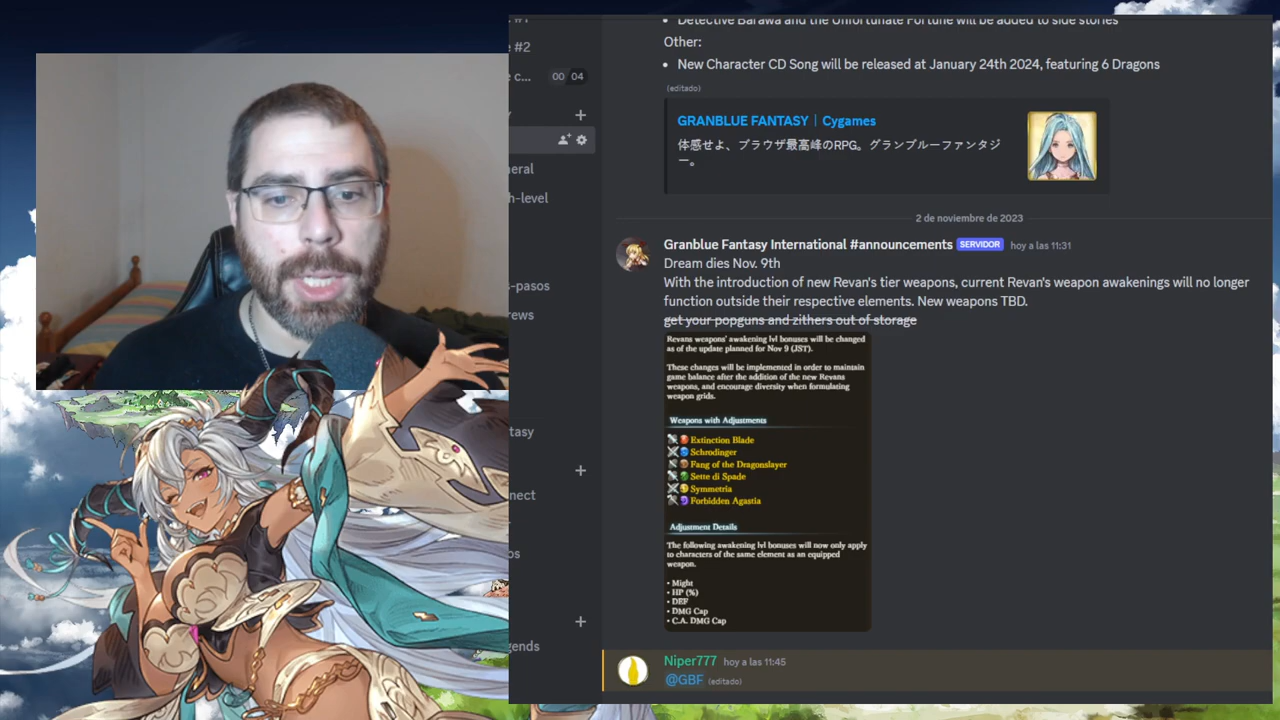 Detective Barawa and the Unfortunate Fortune will be added to side stories
e #2
Other:
e c...
00 04
New Character CD Song will be released at January 24th 2024, featuring 6 Dragons
(editado)
GRANBLUE FANTASY | Cygames
体感せよ、ブラウザ最高峰のRPG。グランブルーファンタジ
ー。
eral
h-level
2 de noviembre de 2023
Granblue Fantasy International #announcements SERVIDOR hoy a las 11:31
Dream dies Nov. 9th
With the introduction of new Revan's tier weapons, current Revan's weapon awakenings will no longer
function outside their respective elements. New weapons TBD.
get your popguns and zithers out of storage
s-pasos
rews
Revans weapons' awakening lvl bonuses will be changed
as of the update planned for Nov 9 (JST).
These changes will be implemented in order to maintain
game balance after the addition of the new Revans
weapons, and encourage diversity when formulating
weapon grids.
Weapons with Adjustments
Extinction Blade
Schrodinger
Fang of the Dragonslayer
Sette di Spade
Symmetria
Forbidden Agastia
Adjustment Details
The following awakening lvl bonuses will now only apply
to characters of the same element as an equipped
weapon.
• Might
• HP (%)
• DEF
• DMG Cap
• C.A. DMG Cap
tasy
nect
os
gends
Niper777 hoy a las 11:45
@GBF (editado)